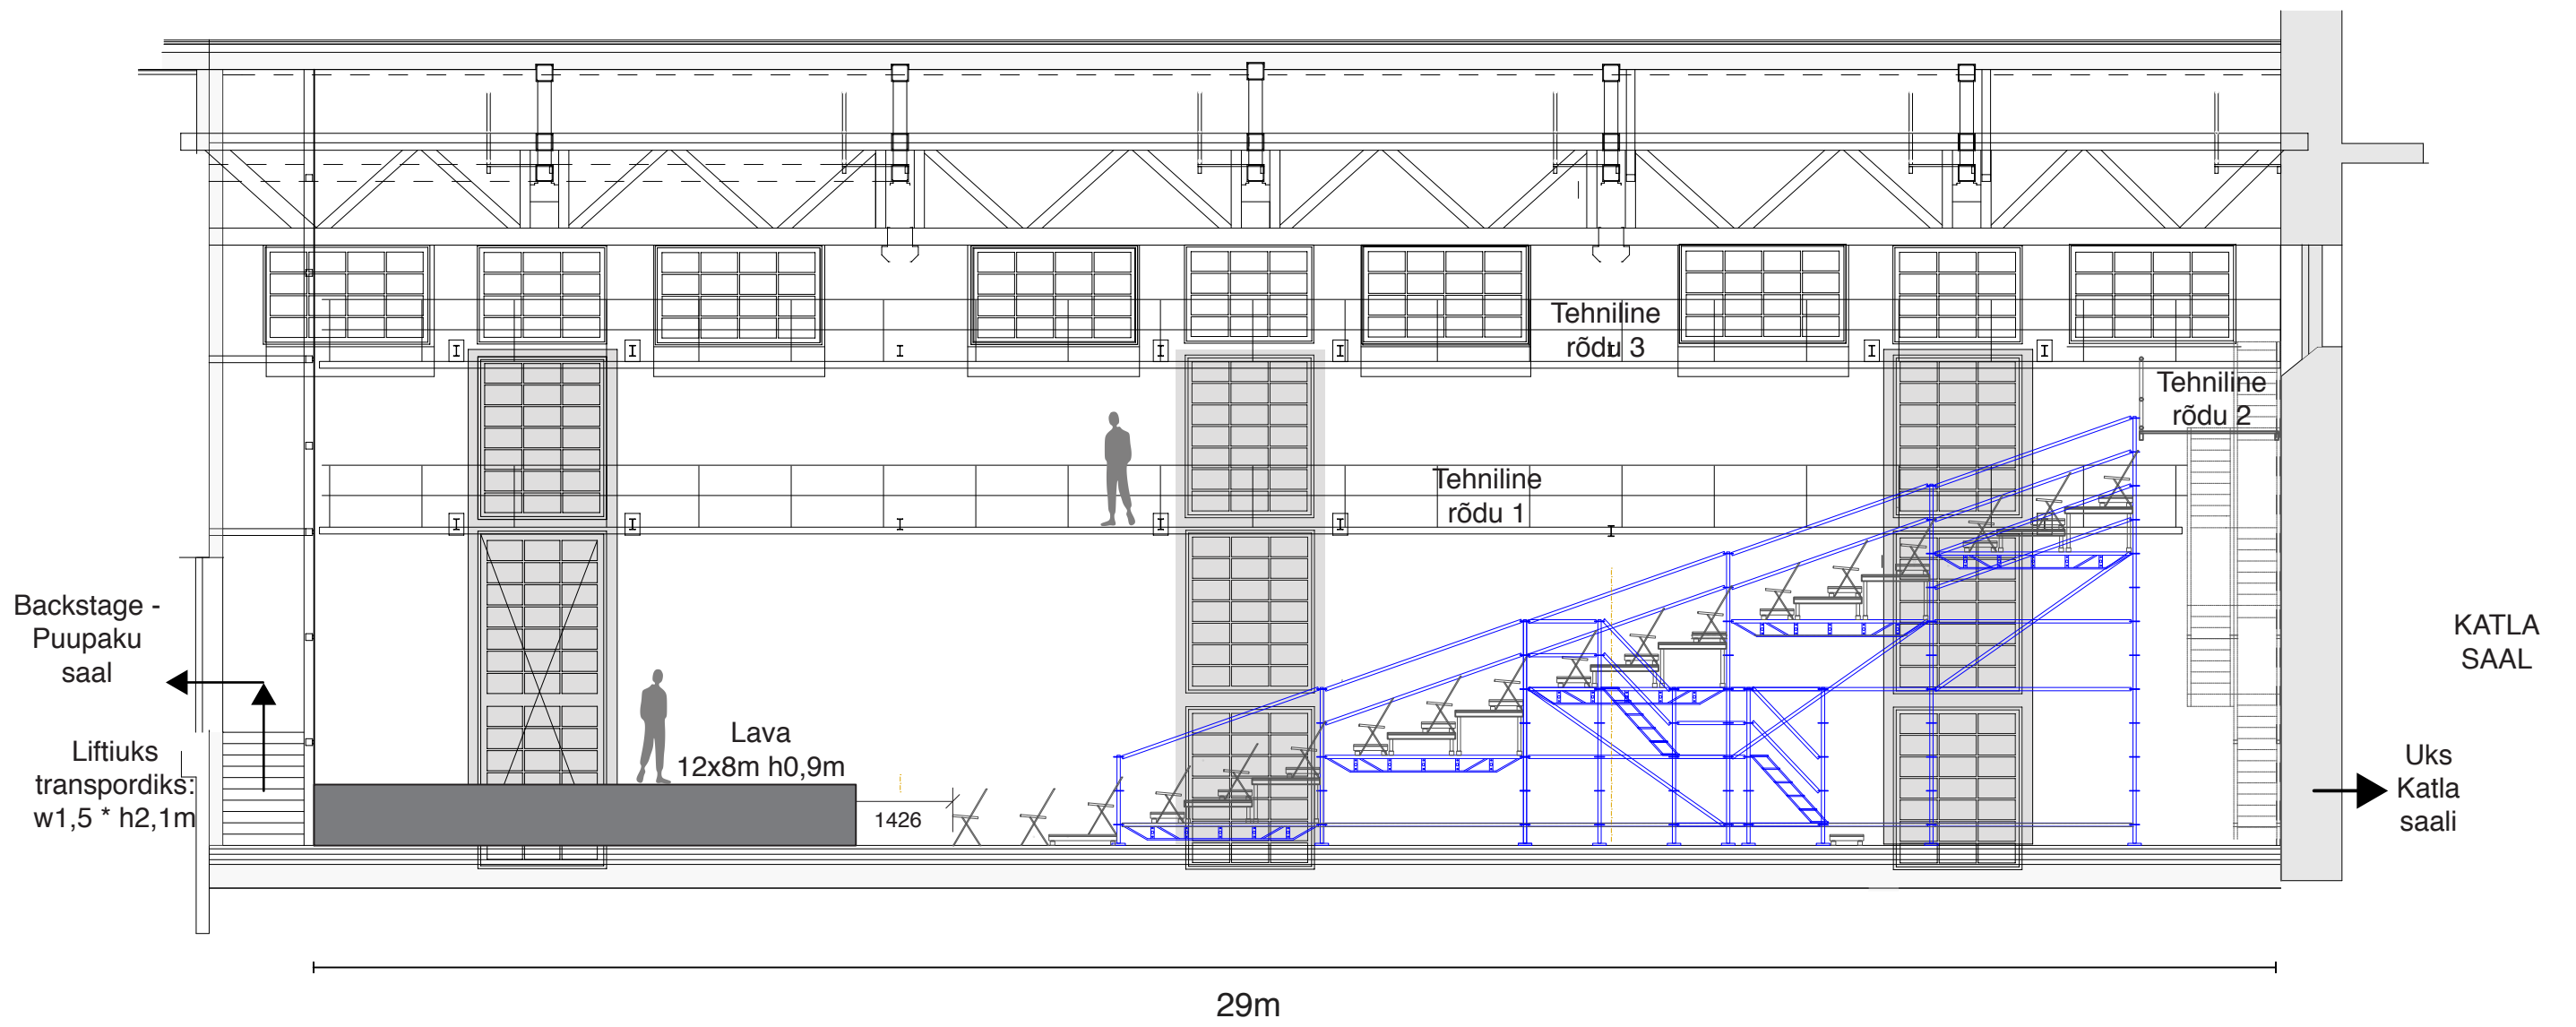 Tehniline
rõdu 3
Tehniline
rõdu 2
Tehniline
rõdu 1
Backstage -
Puupaku
saal
Liftiuks
transpordiks:
w1,5 * h2,1m
Lava
12x8m h0,9m
1426
KATLA
SAAL
Uks
Katla
saali
29m